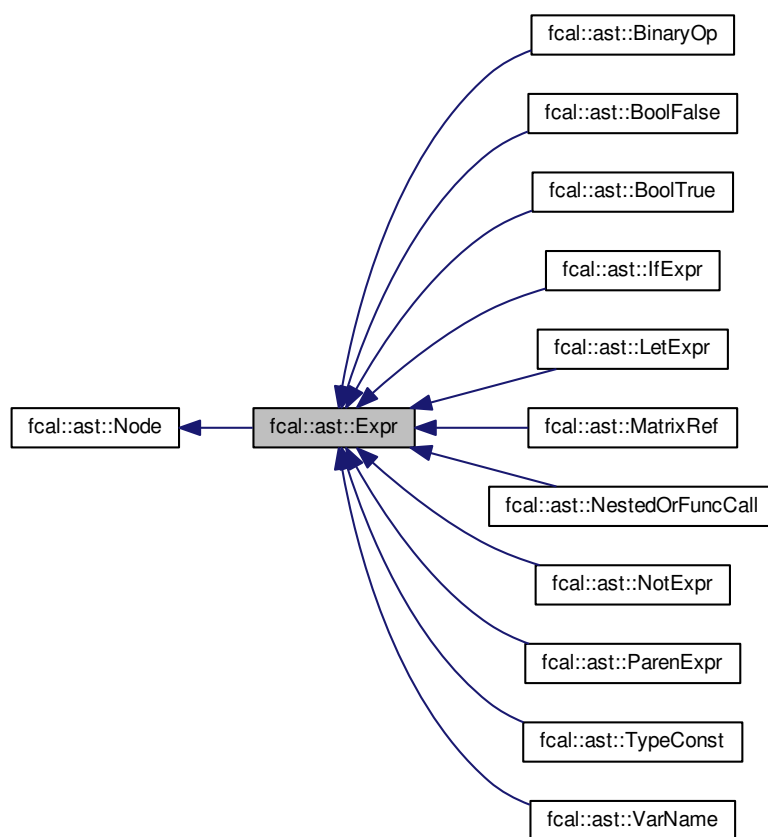 fcal::ast::BinaryOp
fcal::ast::BoolFalse
fcal::ast::BoolTrue
fcal::ast::IfExpr
fcal::ast::LetExpr
fcal::ast::Node
fcal::ast::Expr
fcal::ast::MatrixRef
fcal::ast::NestedOrFuncCall
fcal::ast::NotExpr
fcal::ast::ParenExpr
fcal::ast::TypeConst
fcal::ast::VarName